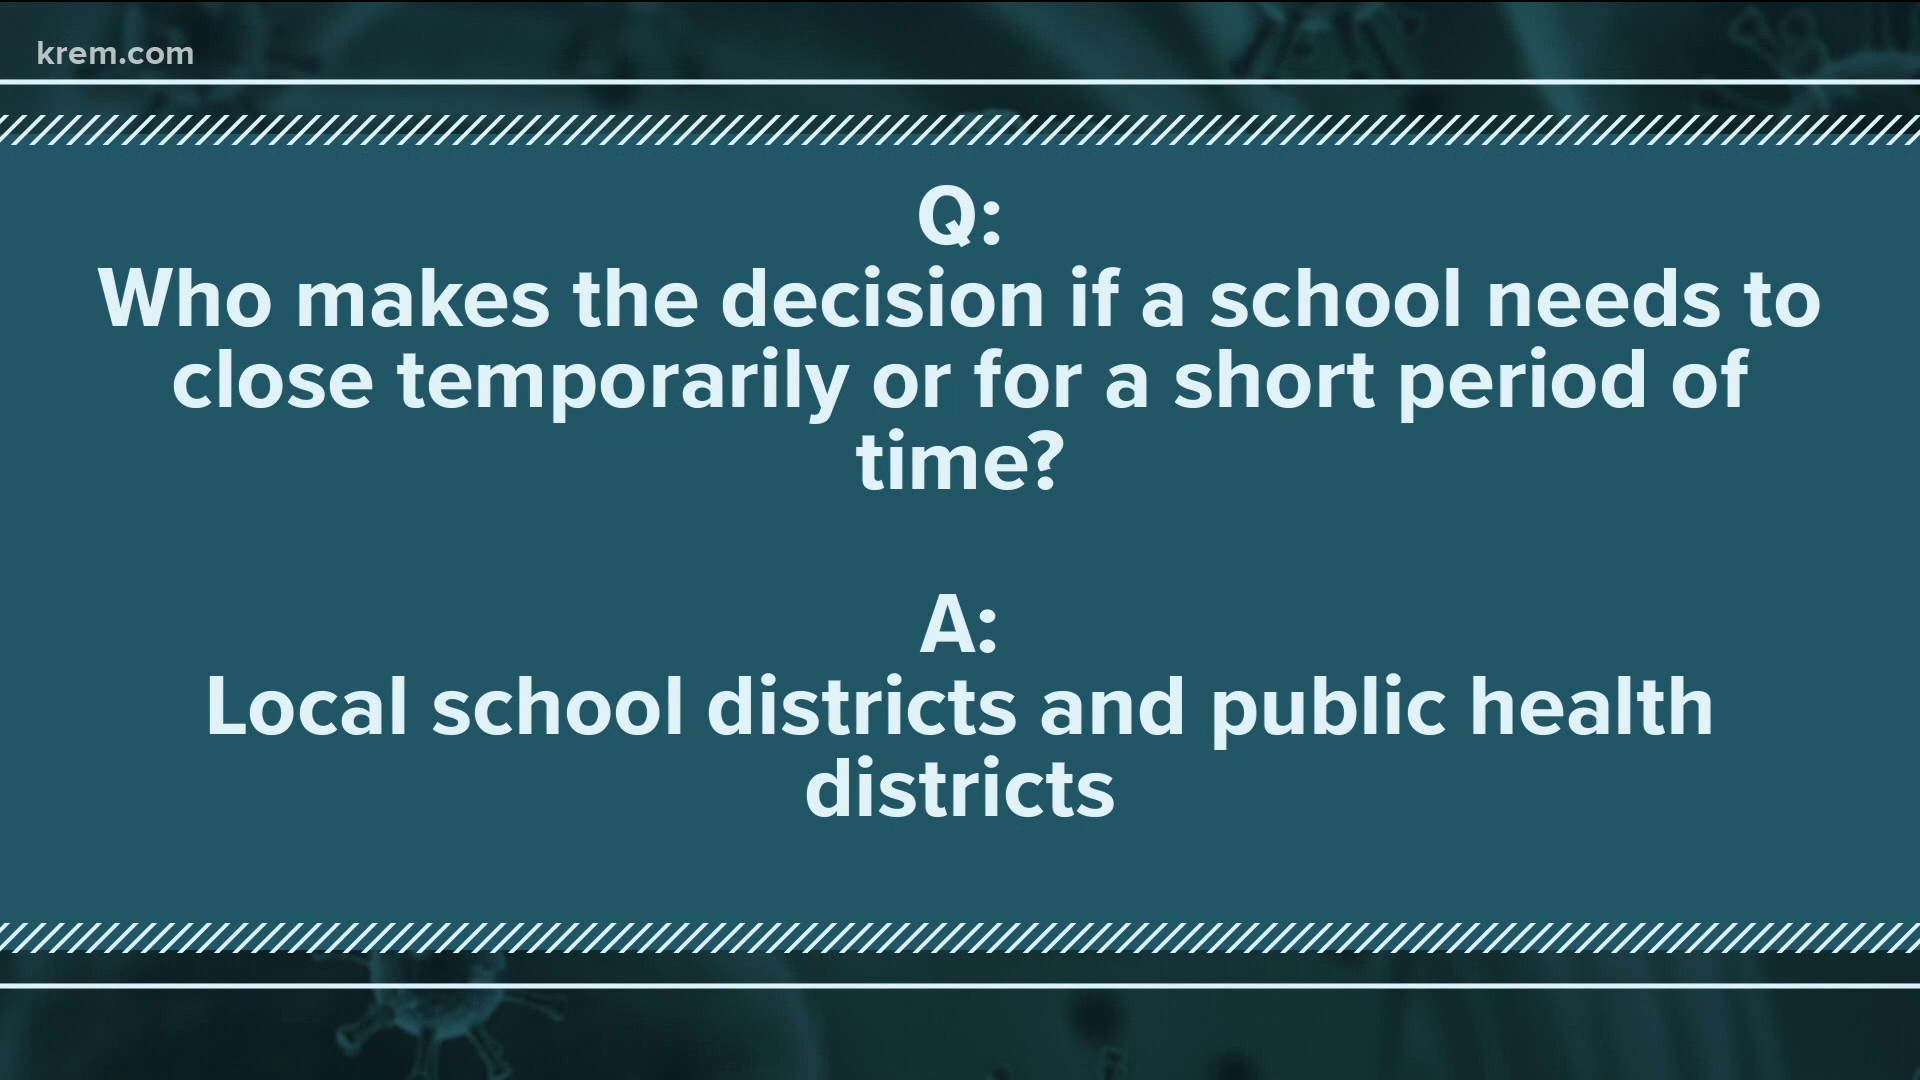 krem.com
Q:
Who makes the decision if a school needs to
close temporarily or for a short period of
time?
A:
Local school districts and public health
districts